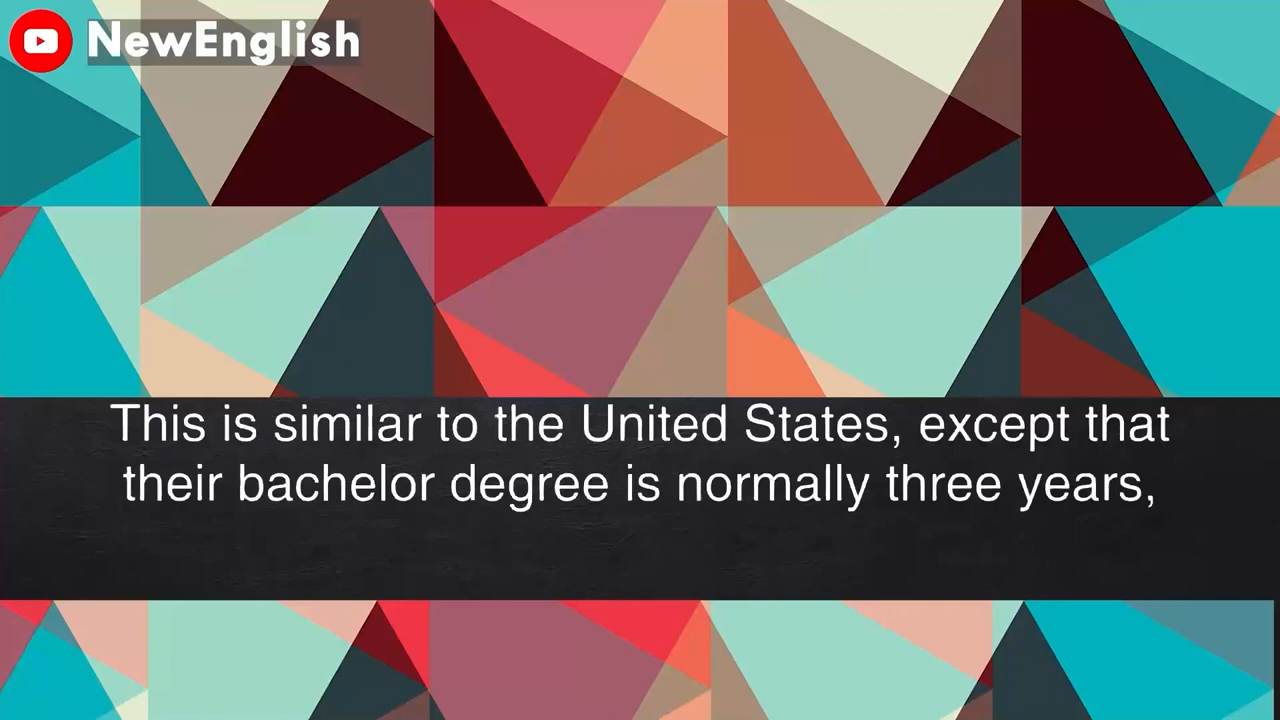 NewEnglish
This is similar to the United States, except that
their bachelor degree is normally three years,